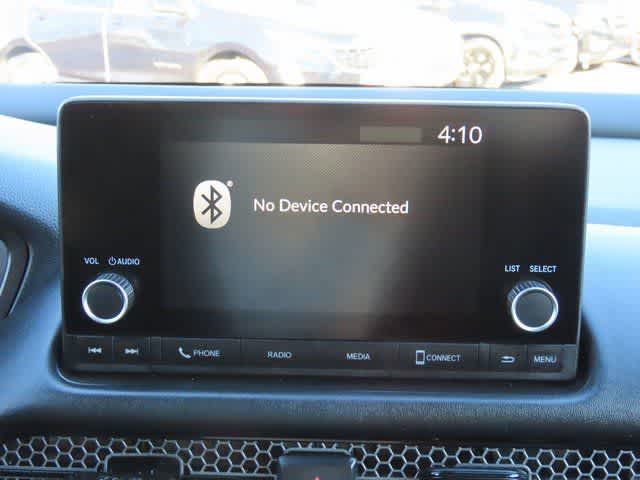 4:10
No Device Connected
VOL AUDIO
LIST SELECT
PHONE RADIO MEDIA CONNECT MENU